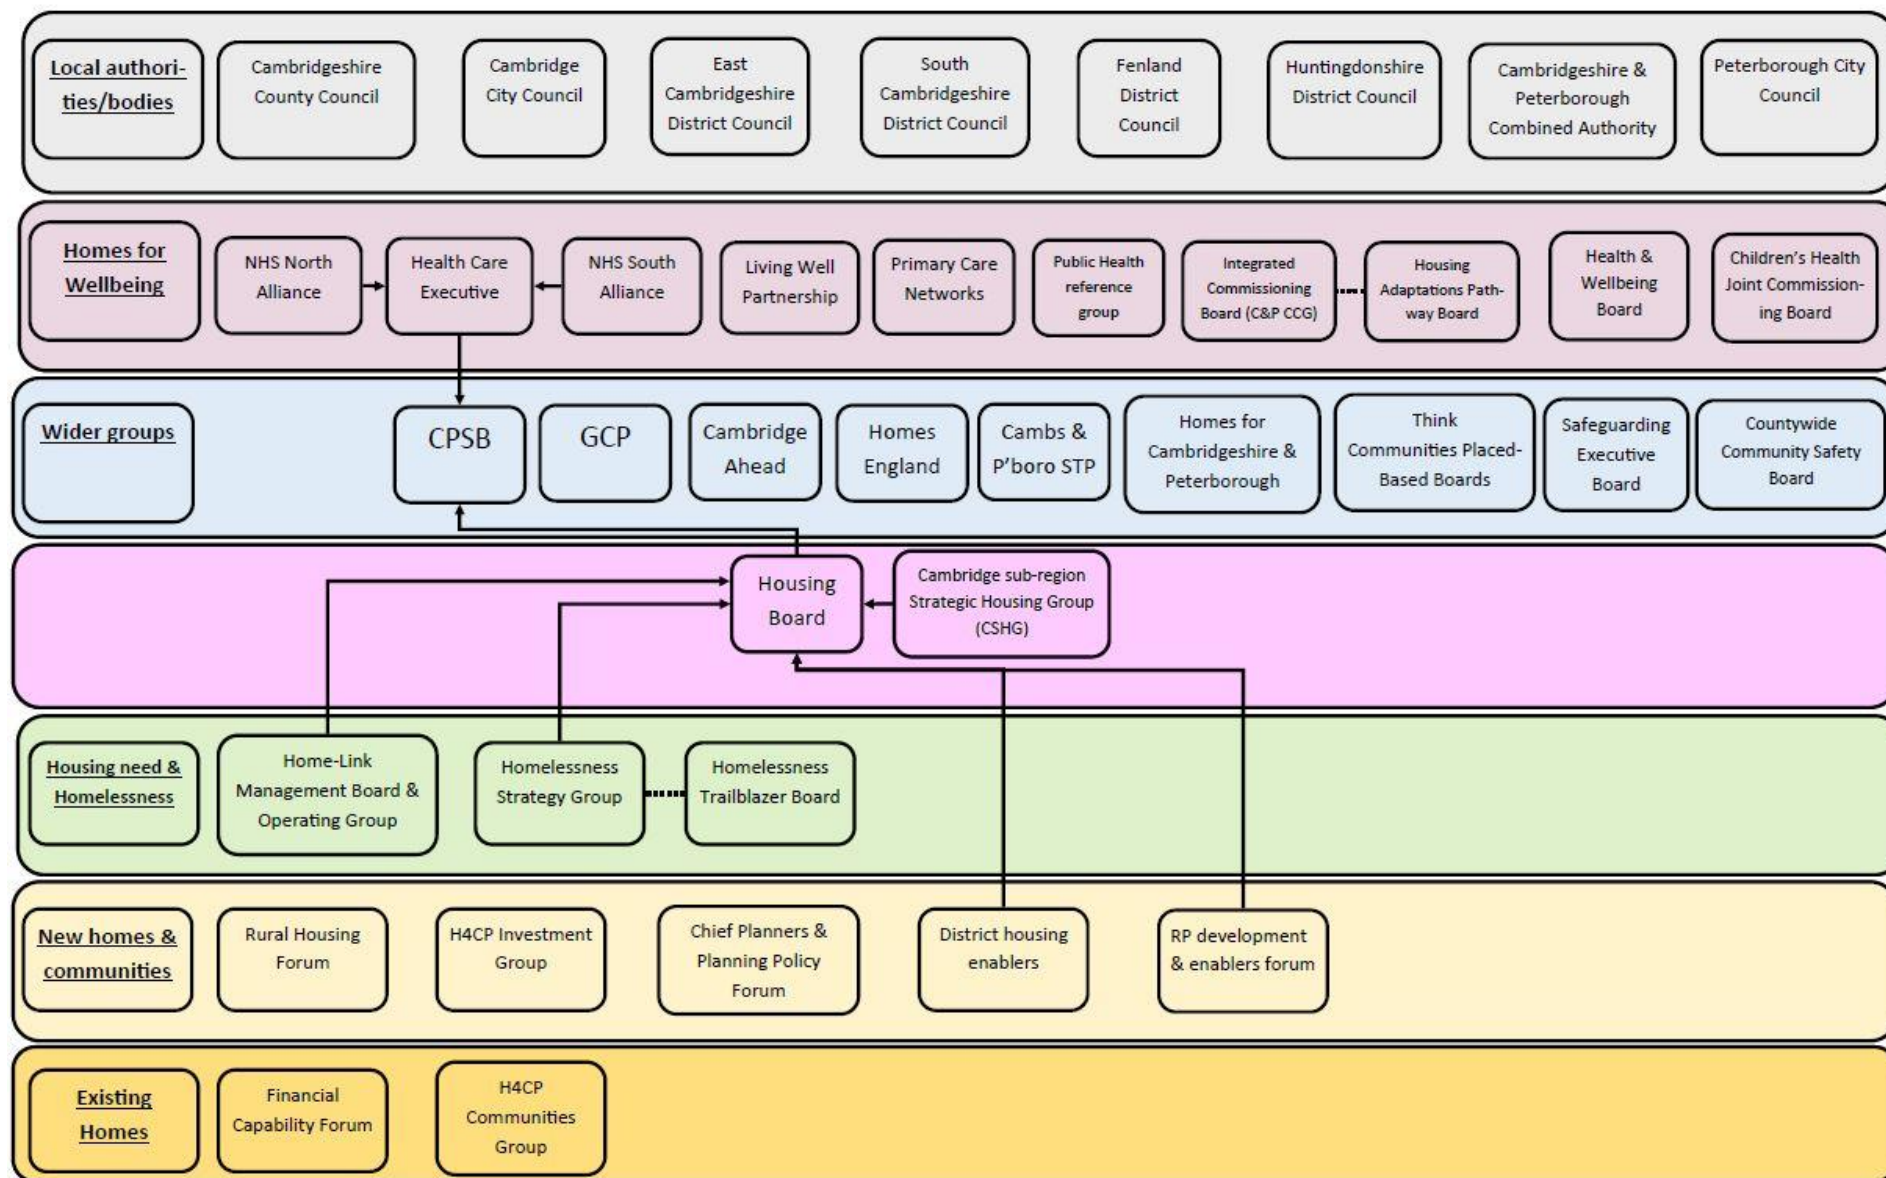 Local authori-
ties/bodies
Cambridgeshire
County Council
Cambridge
City Council
East
Cambridgeshire
District Council
South
Cambridgeshire
District Council
Fenland
District
Council
Huntingdonshire
District Council
Cambridgeshire &
Peterborough
Combined Authority
Peterborough City
Council
Homes for
Wellbeing
NHS North
Alliance
Health Care
Executive
NHS South
Alliance
Living Well
Partnership
Primary Care
Networks
Public Health
reference
group
Integrated
Commissioning
Board (C&P CCG)
Housing
Adaptations Path-
way Board
Health &
Wellbeing
Board
Children’s Health
Joint Commission-
ing Board
Wider groups
CPSB
GCP
Cambridge
Ahead
Homes
England
Cambs &
P’boro STP
Homes for
Cambridgeshire &
Peterborough
Think
Communities Placed-
Based Boards
Safeguarding
Executive
Board
Countywide
Community Safety
Board
Housing
Board
Cambridge sub-region
Strategic Housing Group
(CSHG)
Housing need &
Homelessness
Home-Link
Management Board &
Operating Group
Homelessness
Strategy Group
Homelessness
Trailblazer Board
New homes &
communities
Rural Housing
Forum
H4CP Investment
Group
Chief Planners &
Planning Policy
Forum
District housing
enablers
RP development
& enablers forum
Existing
Homes
Financial
Capability Forum
H4CP
Communities
Group